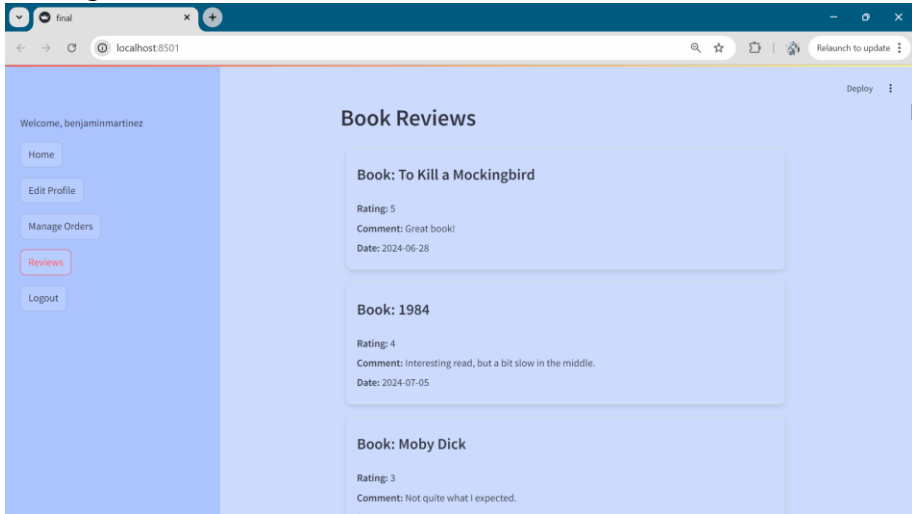 final
localhost:8501
Relaunch to update
Deploy
Welcome, benjaminmartinez
Home
Edit Profile
Manage Orders
Reviews
Logout
Book Reviews
Book: To Kill a Mockingbird
Rating: 5
Comment: Great book!
Date: 2024-06-28
Book: 1984
Rating: 4
Comment: Interesting read, but a bit slow in the middle.
Date: 2024-07-05
Book: Moby Dick
Rating: 3
Comment: Not quite what I expected.